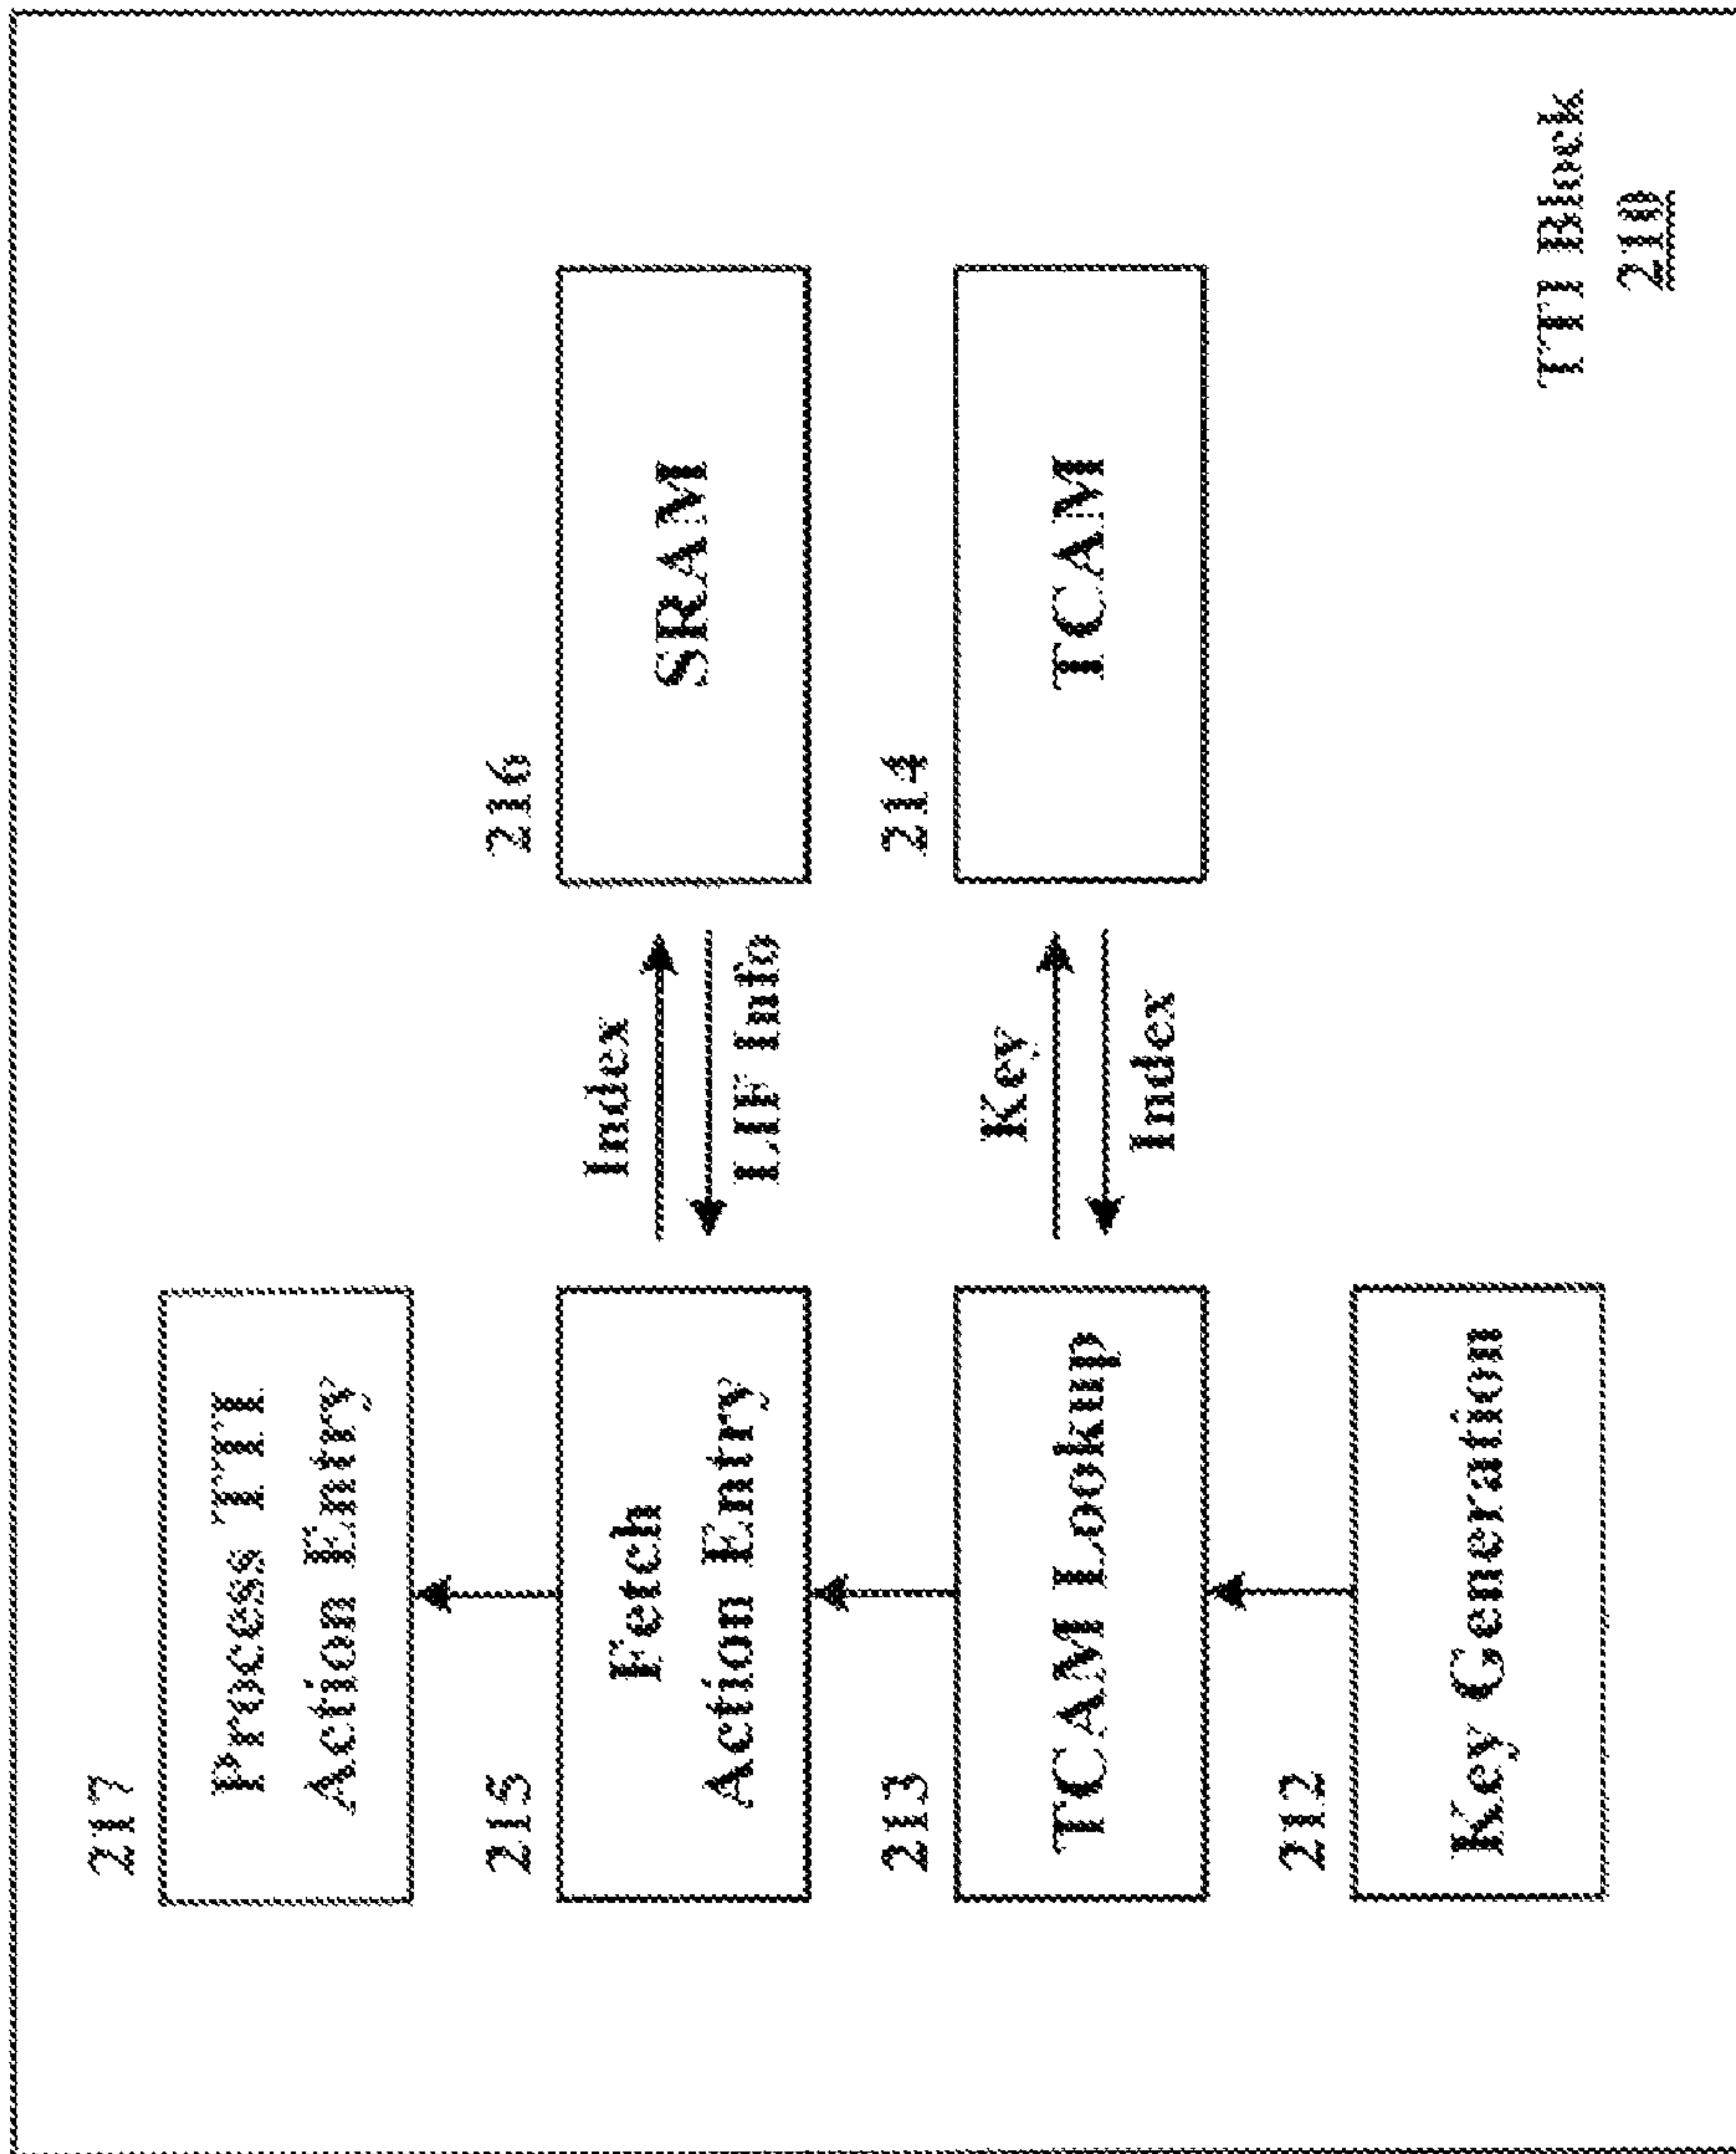 217
Process TTI
Action Entry
215
Fetch
Action Entry
Index
LIF Info
216
SRAM
213
TCAM Lookup
Key
Index
214
TCAM
212
Key Generation
TTI Block
210